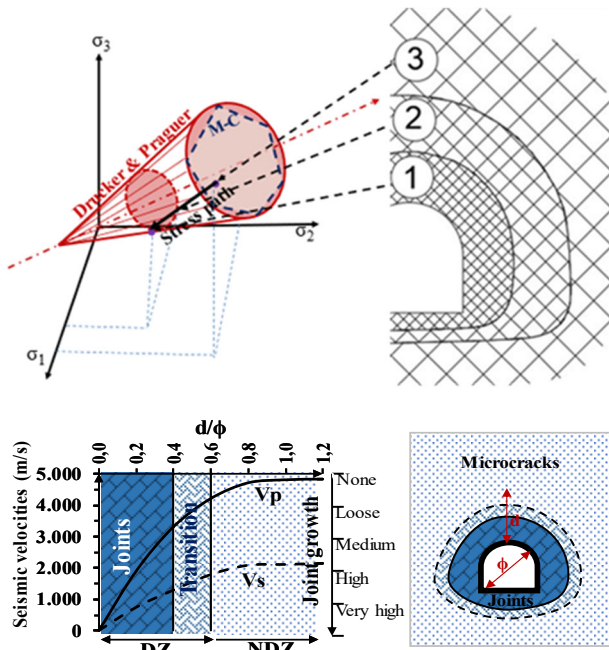 σ3
3
M-C
2
Drucker & Praguer
1
Stress path
σ2
σ1
d/ϕ
0,0 0,2 0,4 0,6 0,8 1,0 1,2
Seismic velocities (m/s)
5.000
4.000
3.000
2.000
1.000
0
Joints
Transition
Vp
Vs
Joint growth
None
Loose
Medium
High
Very high
DZ
NDZ
Microcracks
d
ϕ
Joints